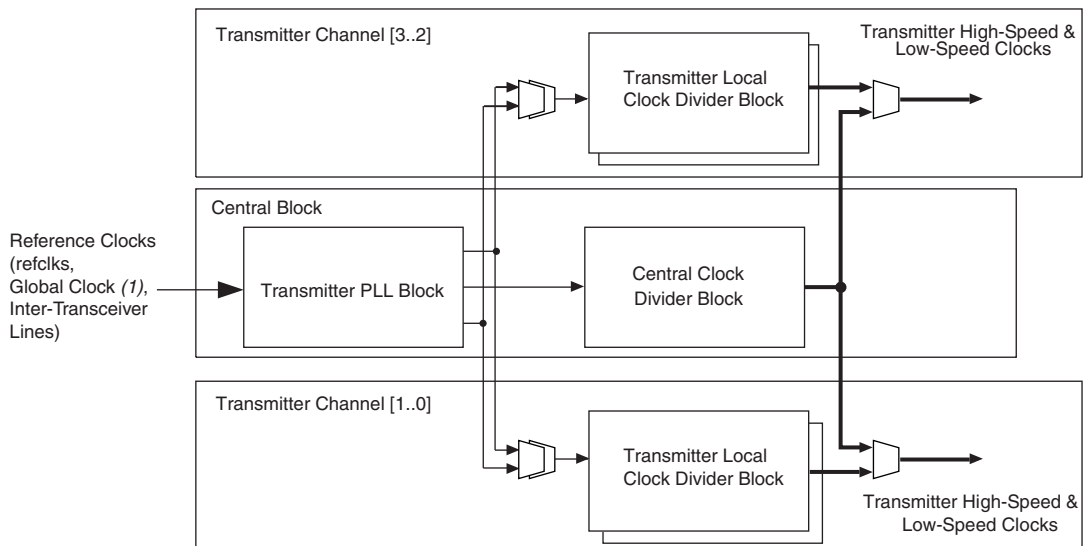 Transmitter Channel [3..2]
Transmitter High-Speed &
Low-Speed Clocks
Transmitter Local
Clock Divider Block
Central Block
Reference Clocks
(refclks,
Global Clock (1),
Inter-Transceiver
Lines)
Transmitter PLL Block
Central Clock
Divider Block
Transmitter Channel [1..0]
Transmitter Local
Clock Divider Block
Transmitter High-Speed &
Low-Speed Clocks